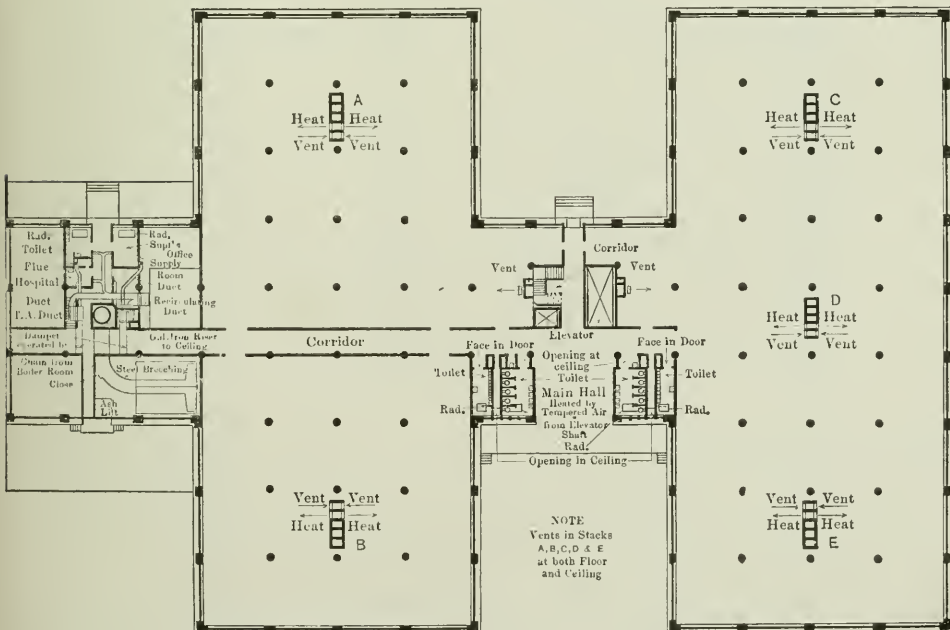 A
Heat Heat
Vent Vent
C
Heat Heat
Vent Vent
Rad.
Toilet
Flue
Hospital
Duct
F.A. Duct
Damper
operated by
Chain from
Boiler Room
Close
Rad.
Supt's
Office
Supply
Room
Duct
Recirculating
Duct
Gal. Iron Riser
to Ceiling
Steel Breeching
Ash
Lift
Corridor
Corridor
Vent
Vent
Elevator
D
Heat Heat
Vent Vent
Face in Door
Toilet
Rad.
Opening at
ceiling
Toilet
Main Hall
Heated by
Tempered Air
from Elevator
Shaft
Rad.
Opening in Ceiling
Face in Door
Toilet
Rad.
Vent Vent
Heat Heat
B
NOTE
Vents in Stacks
A,B,C,D & E
at both Floor
and Ceiling
Vent Vent
Heat Heat
E